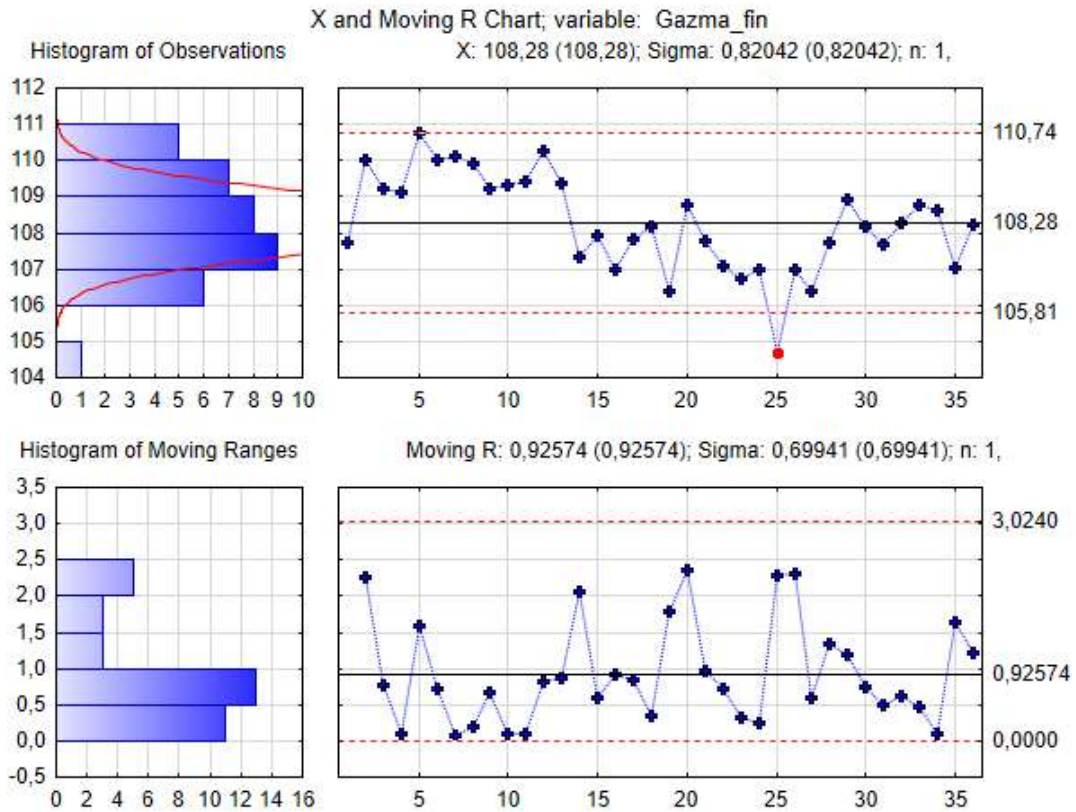 X and Moving R Chart; variable:  Gazma_fin
Histogram of Observations
X: 108,28 (108,28); Sigma: 0,82042 (0,82042); n: 1,
112
111
110
109
108
107
106
105
104
0 1 2 3 4 5 6 7 8 9 10
5 10 15 20 25 30 35
110,74
108,28
105,81
Histogram of Moving Ranges
Moving R: 0,92574 (0,92574); Sigma: 0,69941 (0,69941); n: 1,
3,5
3,0
2,5
2,0
1,5
1,0
0,5
0,0
-0,5
0 2 4 6 8 10 12 14 16
5 10 15 20 25 30 35
3,0240
0,92574
0,0000